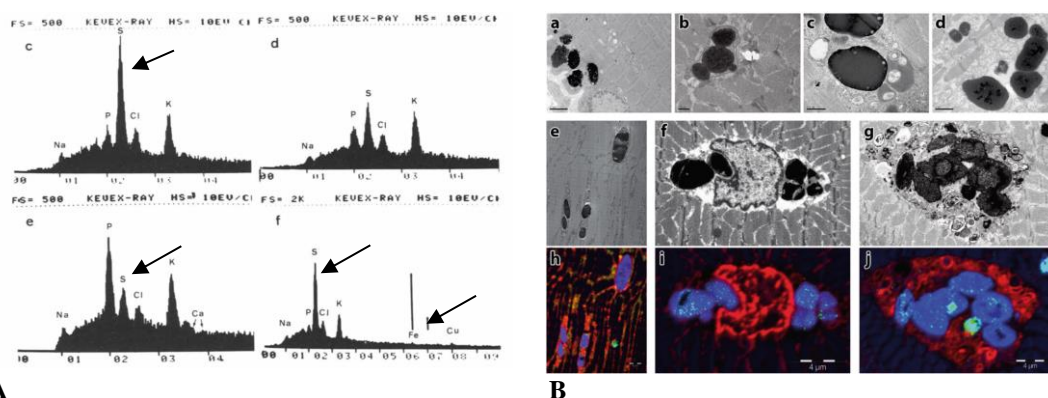 FS= 500 KEVEX-RAY HS= 10EV/CH
c
S
P
Cl
K
Na
00 01 02 03 04
FS= 500 KEVEX-RAY HS= 10EV/CH
d
S
K
P
Cl
Na
00 01 02 03 04
FS= 500 KEVEX-RAY HS= 10EV/CH
e
P
S
K
Cl
Na
Ca
00 01 02 03 04
FS= 2K KEVEX-RAY HS= 10EV/CH
f
S
P
Cl
K
Na
Fe
Cu
00 01 02 03 04 05 06 07 08 09
a
b
c
d
e
f
g
h
i
j
4 µm
4 µm
B